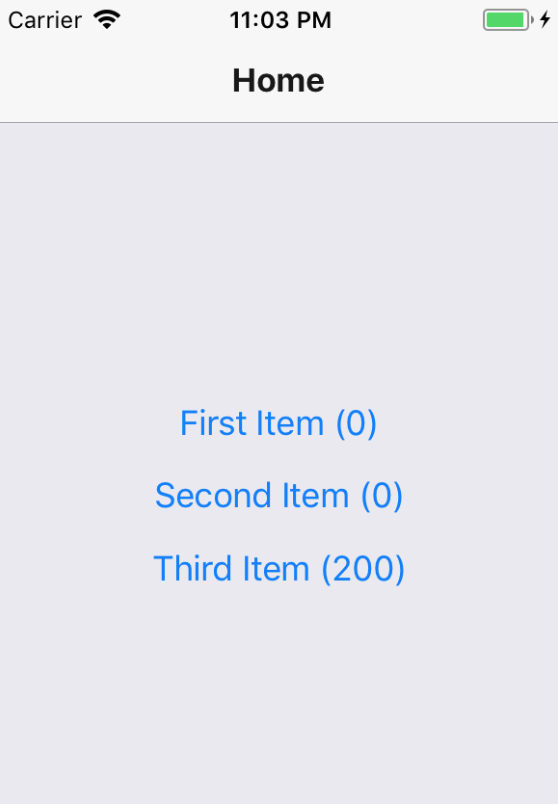 Carrier 11:03 PM
Home
First Item (0)
Second Item (0)
Third Item (200)